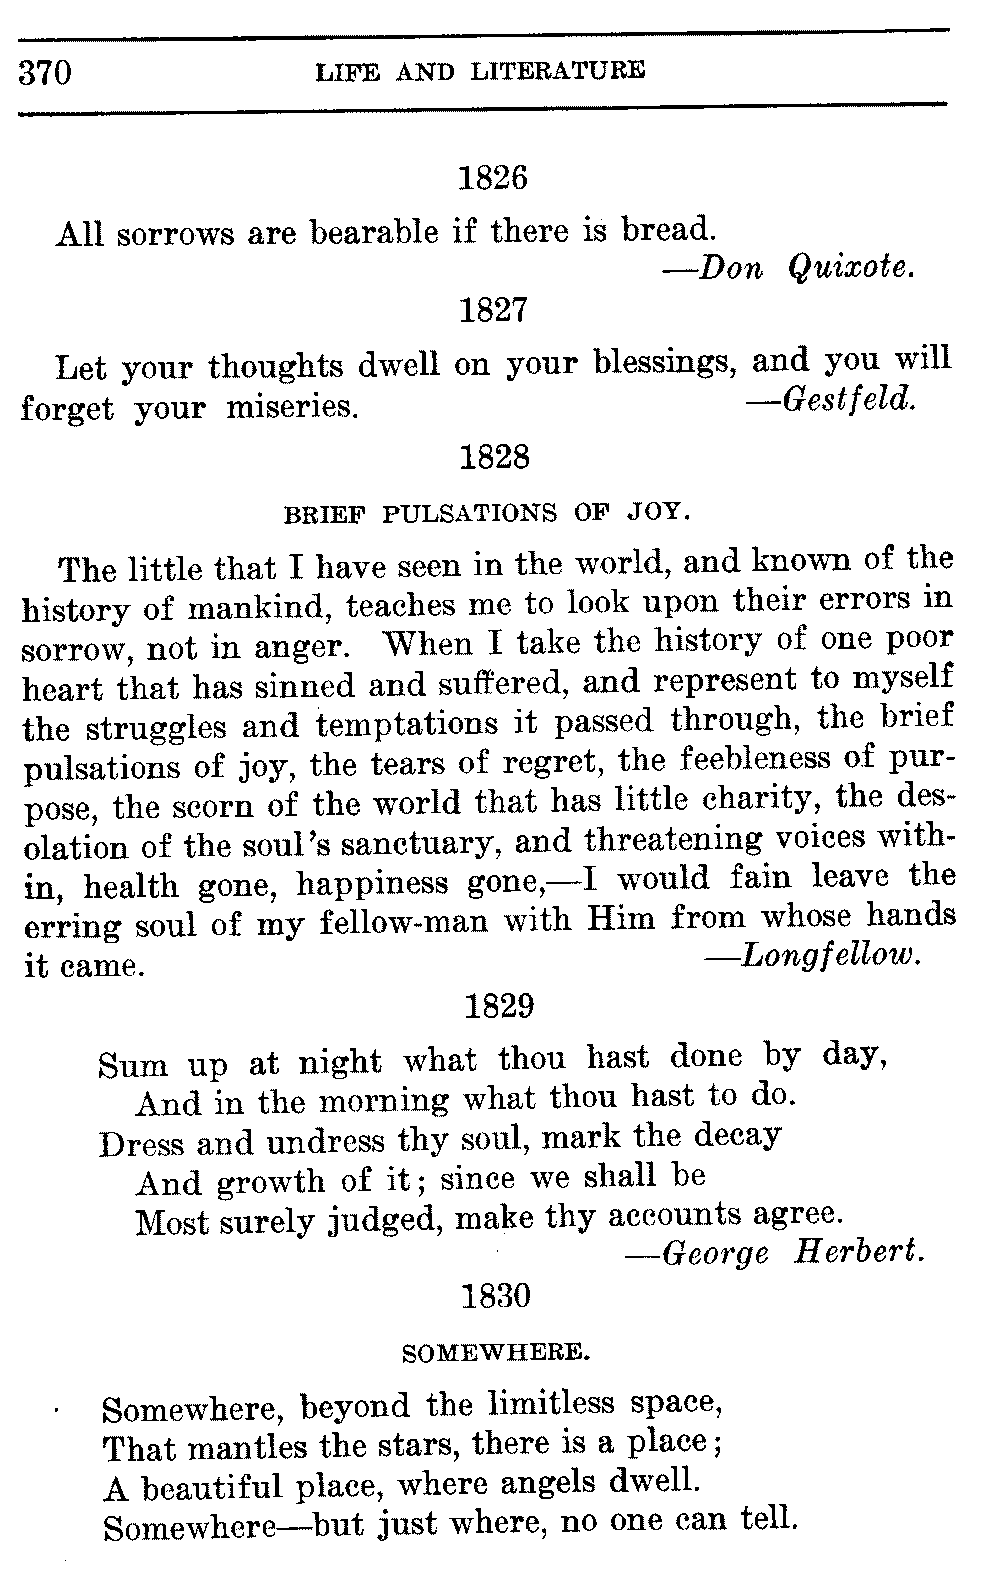 370 LIFE AND LITERATURE
1826
All sorrows are bearable if there is bread.
—Don Quixote.
1827
Let your thoughts dwell on your blessings, and you will
forget your miseries. —Gestfeld.
1828
BRIEF PULSATIONS OF JOY.
The little that I have seen in the world, and known of the
history of mankind, teaches me to look upon their errors in
sorrow, not in anger. When I take the history of one poor
heart that has sinned and suffered, and represent to myself
the struggles and temptations it passed through, the brief
pulsations of joy, the tears of regret, the feebleness of pur-
pose, the scorn of the world that has little charity, the des-
olation of the soul's sanctuary, and threatening voices with-
in, health gone, happiness gone,—I would fain leave the
erring soul of my fellow-man with Him from whose hands
it came. —Longfellow.
1829
Sum up at night what thou hast done by day,
And in the morning what thou hast to do.
Dress and undress thy soul, mark the decay
And growth of it; since we shall be
Most surely judged, make thy accounts agree.
—George Herbert.
1830
SOMEWHERE.
Somewhere, beyond the limitless space,
That mantles the stars, there is a place;
A beautiful place, where angels dwell.
Somewhere—but just where, no one can tell.